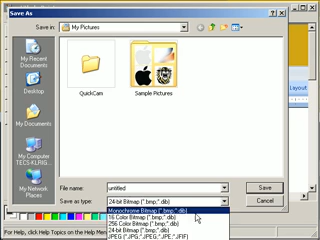 Save As
Save in:
My Pictures
My Recent
Documents
Desktop
My Documents
My Computer
My Network
Places
QuickCam
Sample Pictures
Layout
File name:
untitled
Save
Save as type:
24-bit Bitmap (*.bmp;*.dib)
Cancel
Monochrome Bitmap (*.bmp;*.dib)
16 Color Bitmap (*.bmp;*.dib)
256 Color Bitmap (*.bmp;*.dib)
24-bit Bitmap (*.bmp;*.dib)
JPEG (*.JPG;*.JPEG;*.JPE;*.JFIF)
For Help, click Help Topics on the Help Me